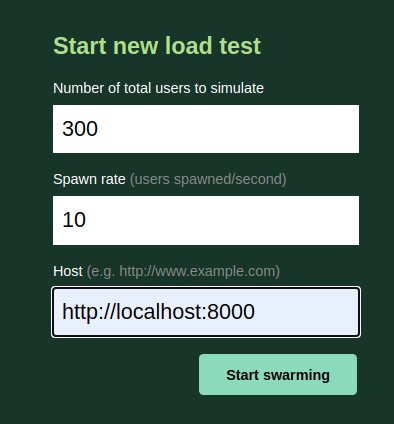 Start new load test
Number of total users to simulate
300
Spawn rate (users spawned/second)
10
Host (e.g. http://www.example.com)
http://localhost:8000
Start swarming